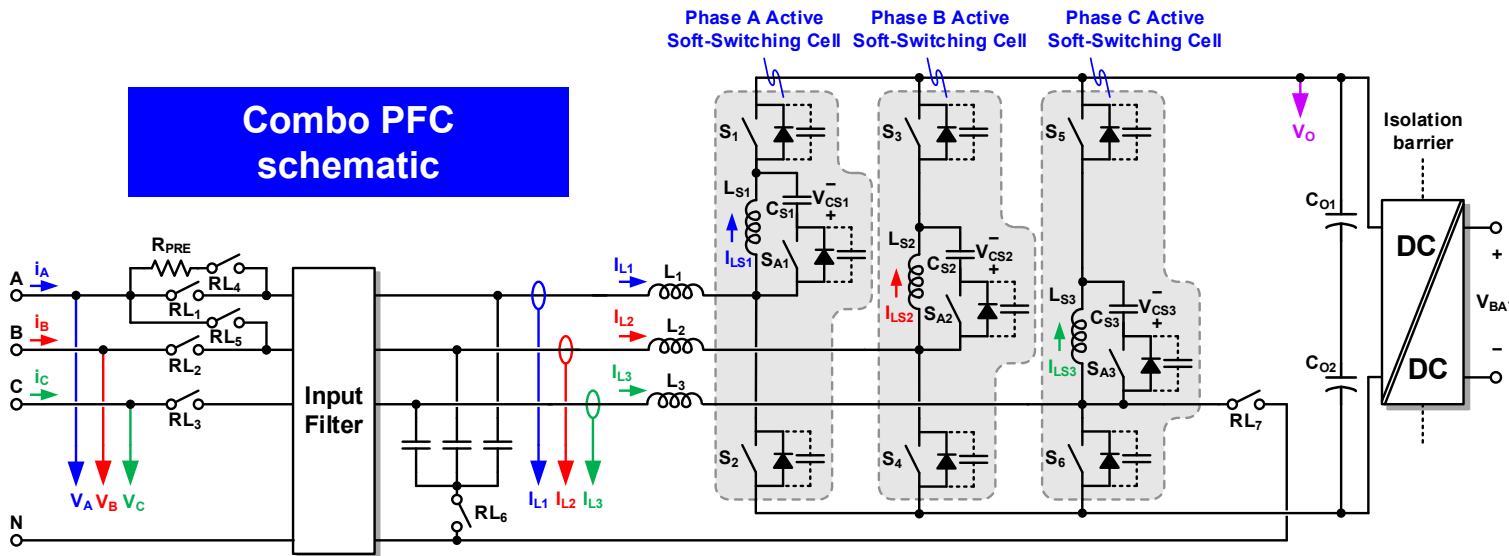 Phase A Active
Soft-Switching Cell
Phase B Active
Soft-Switching Cell
Phase C Active
Soft-Switching Cell
Combo PFC
schematic
S1
S3
S5
VO
Isolation
barrier
LS1
CS1
VCS1
−
+
ILS1
SA1
LS2
CS2
VCS2
−
+
ILS2
SA2
LS3
CS3
VCS3
−
+
ILS3
SA3
CO1
CO2
DC
DC
+
VBA
−
RPRE
RL4
A
iA
RL1
RL5
B
iB
RL2
C
iC
RL3
Input
Filter
IL1
L1
IL2
L2
IL3
L3
RL7
S2
S4
S6
VA
VB
VC
RL6
IL1
IL2
IL3
N